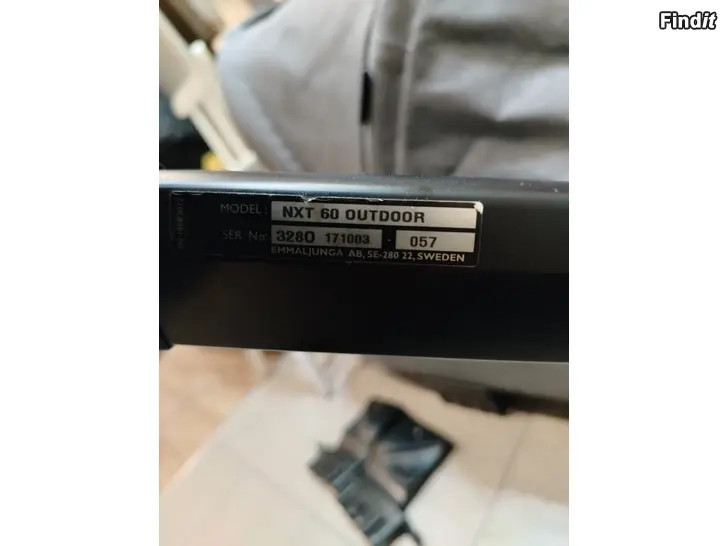 Findit
MODEL: NXT 60 OUTDOOR
SER. No: 3280 171003 - 057
EMMALJUNGA AB, SE-280 22, SWEDEN